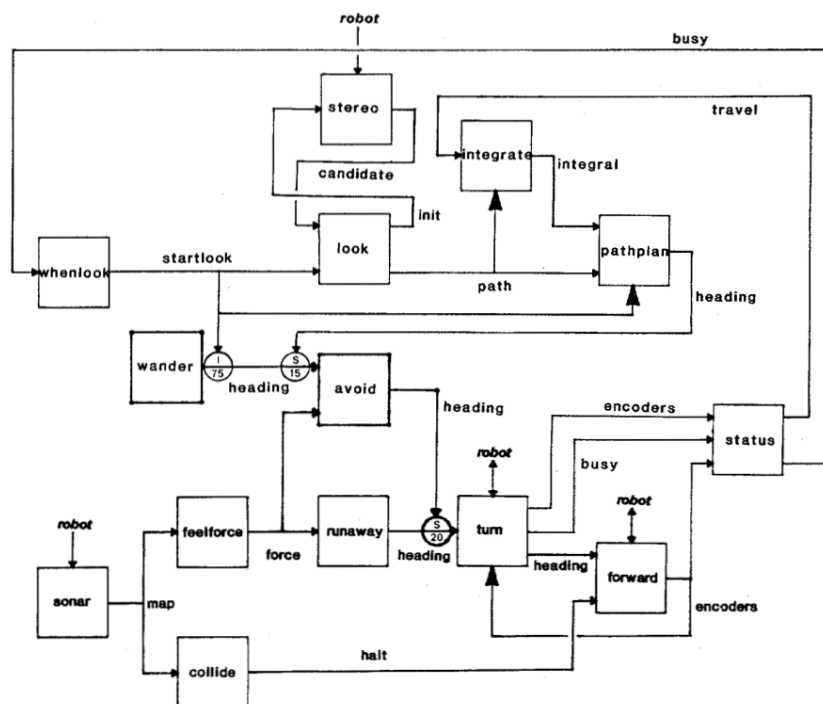 robot
busy
stereo
travel
integrate
integral
candidate
init
look
pathplan
whenlook
startlook
path
heading
wander
I
75
heading
S
15
avoid
heading
encoders
status
busy
robot
robot
robot
feelforce
force
runaway
S
20
heading
turn
heading
forward
sonar
map
encoders
collide
halt